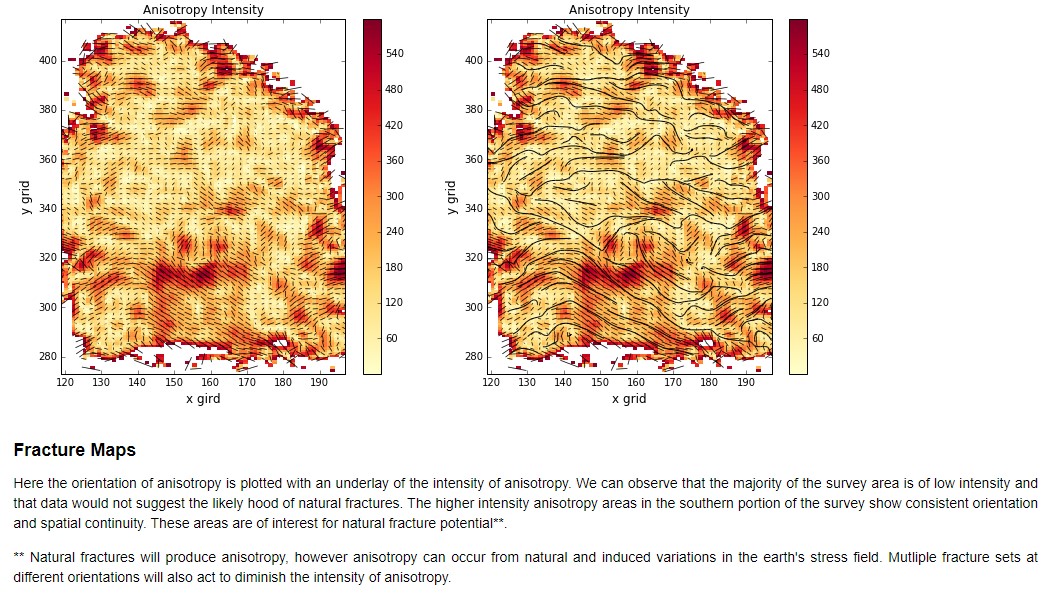 Anisotropy Intensity
400
380
360
340
320
300
280
120 130 140 150 160 170 180 190
x gird
y grid
540
480
420
360
300
240
180
120
60
Anisotropy Intensity
400
380
360
340
320
300
280
120 130 140 150 160 170 180 190
x grid
y grid
540
480
420
360
300
240
180
120
60
Fracture Maps
Here the orientation of anisotropy is plotted with an underlay of the intensity of anisotropy. We can observe that the majority of the survey area is of low intensity and
that data would not suggest the likely hood of natural fractures. The higher intensity anisotropy areas in the southern portion of the survey show consistent orientation
and spatial continuity. These areas are of interest for natural fracture potential**.
** Natural fractures will produce anisotropy, however anisotropy can occur from natural and induced variations in the earth's stress field. Mutliple fracture sets at
different orientations will also act to diminish the intensity of anisotropy.